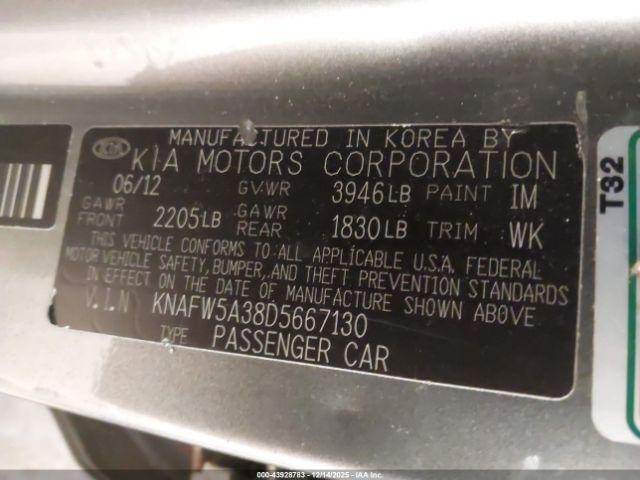 MANUFACTURED IN KOREA BY
KIA KIA MOTORS CORPORATION
06/12 GVWR 3946LB PAINT IM
GAWR FRONT 2205LB GAWR REAR 1830LB TRIM WK
THIS VEHICLE CONFORMS TO ALL APPLICABLE U.S.A. FEDERAL
MOTOR VEHICLE SAFETY, BUMPER, AND THEFT PREVENTION STANDARDS
IN EFFECT ON THE DATE OF MANUFACTURE SHOWN ABOVE
V.I.N KNAFW5A38D5667130
TYPE PASSENGER CAR
T32
000-43928783 - 12/14/2025 - IAA Inc.